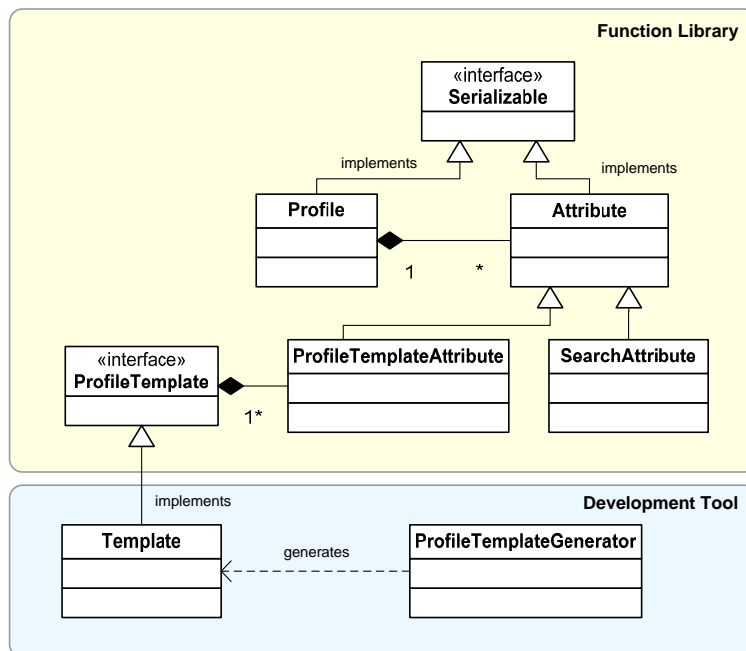 Function Library
«interface»
Serializable
implements
implements
Profile
Attribute
1
*
«interface»
ProfileTemplate
ProfileTemplateAttribute
SearchAttribute
1*
implements
Development Tool
Template
generates
ProfileTemplateGenerator